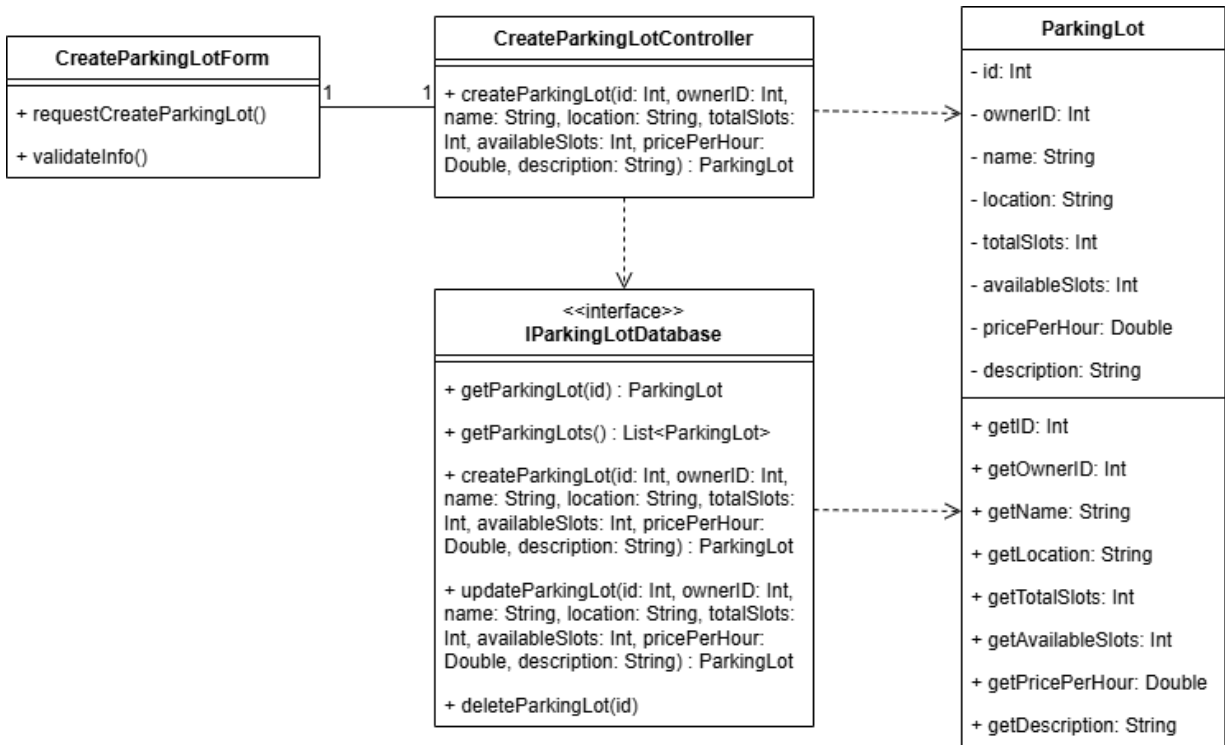 CreateParkingLotForm
+ requestCreateParkingLot()
+ validateInfo()
1
1
CreateParkingLotController
+ createParkingLot(id: Int, ownerID: Int,
name: String, location: String, totalSlots:
Int, availableSlots: Int, pricePerHour:
Double, description: String) : ParkingLot
<<interface>>
IParkingLotDatabase
+ getParkingLot(id) : ParkingLot
+ getParkingLots() : List<ParkingLot>
+ createParkingLot(id: Int, ownerID: Int,
name: String, location: String, totalSlots:
Int, availableSlots: Int, pricePerHour:
Double, description: String) : ParkingLot
+ updateParkingLot(id: Int, ownerID: Int,
name: String, location: String, totalSlots:
Int, availableSlots: Int, pricePerHour:
Double, description: String) : ParkingLot
+ deleteParkingLot(id)
ParkingLot
- id: Int
- ownerID: Int
- name: String
- location: String
- totalSlots: Int
- availableSlots: Int
- pricePerHour: Double
- description: String
+ getID: Int
+ getOwnerID: Int
+ getName: String
+ getLocation: String
+ getTotalSlots: Int
+ getAvailableSlots: Int
+ getPricePerHour: Double
+ getDescription: String